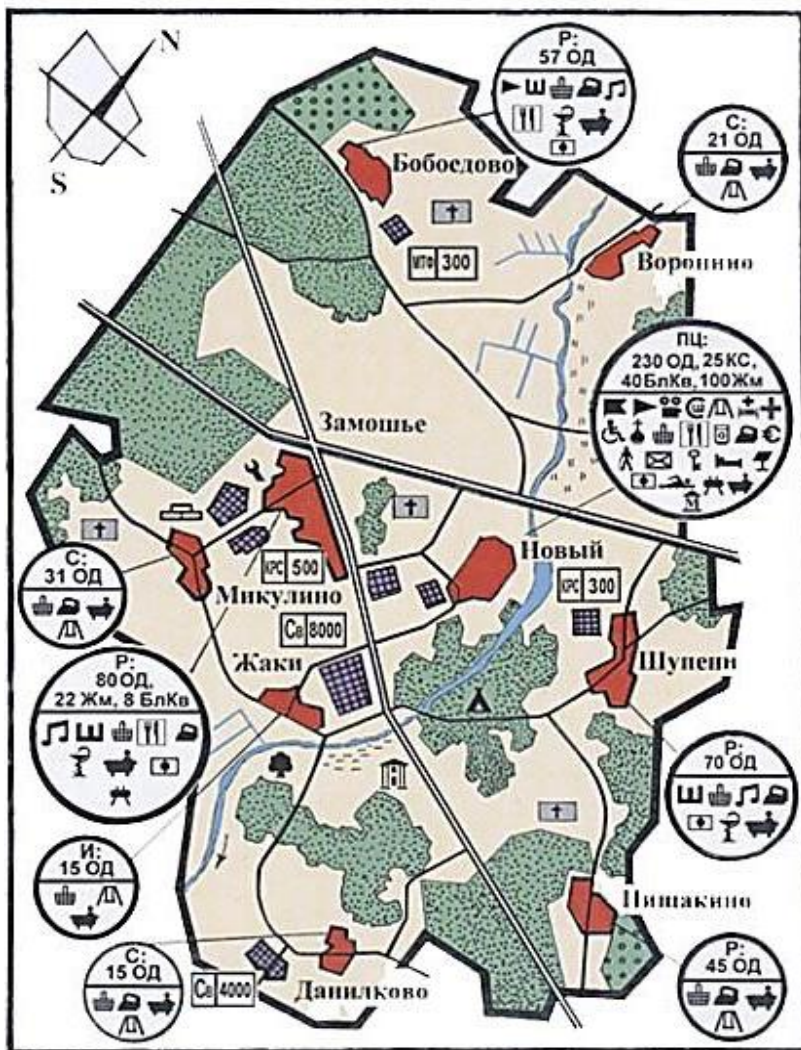 N
S
Р:
57 ОД
С:
21 ОД
Бобоедово
МТФ 300
Воронино
ПЦ:
230 ОД, 25 КС,
40 БлКв, 100 Жм
Замошье
М
С:
31 ОД
Новый
КРС 500
КРС 300
Микулино
Св 8000
Жаки
Шупени
Р:
80 ОД,
22 Жм, 8 БлКв
Р:
70 ОД
И:
15 ОД
Пишакино
С:
15 ОД
Св 4000
Данилково
Р:
45 ОД